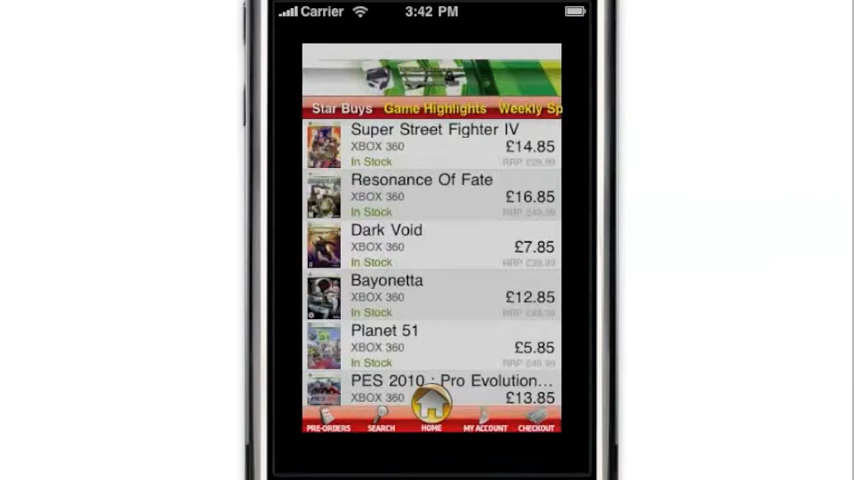 Carrier 3:42 PM
Star Buys Game Highlights Weekly Sp
Super Street Fighter IV
XBOX 360 £14.85
In Stock
Resonance Of Fate
XBOX 360 £16.85
In Stock
Dark Void
XBOX 360 £7.85
In Stock
Bayonetta
XBOX 360 £12.85
In Stock
Planet 51
XBOX 360 £5.85
In Stock
PES 2010 : Pro Evolution...
XBOX 360 £13.85
PRE-ORDERS SEARCH HOME MY ACCOUNT CHECKOUT